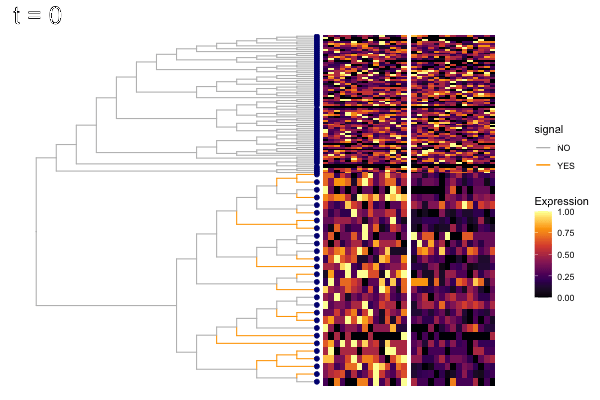 t = 0
signal
NO
YES
Expression
1.00
0.75
0.50
0.25
0.00